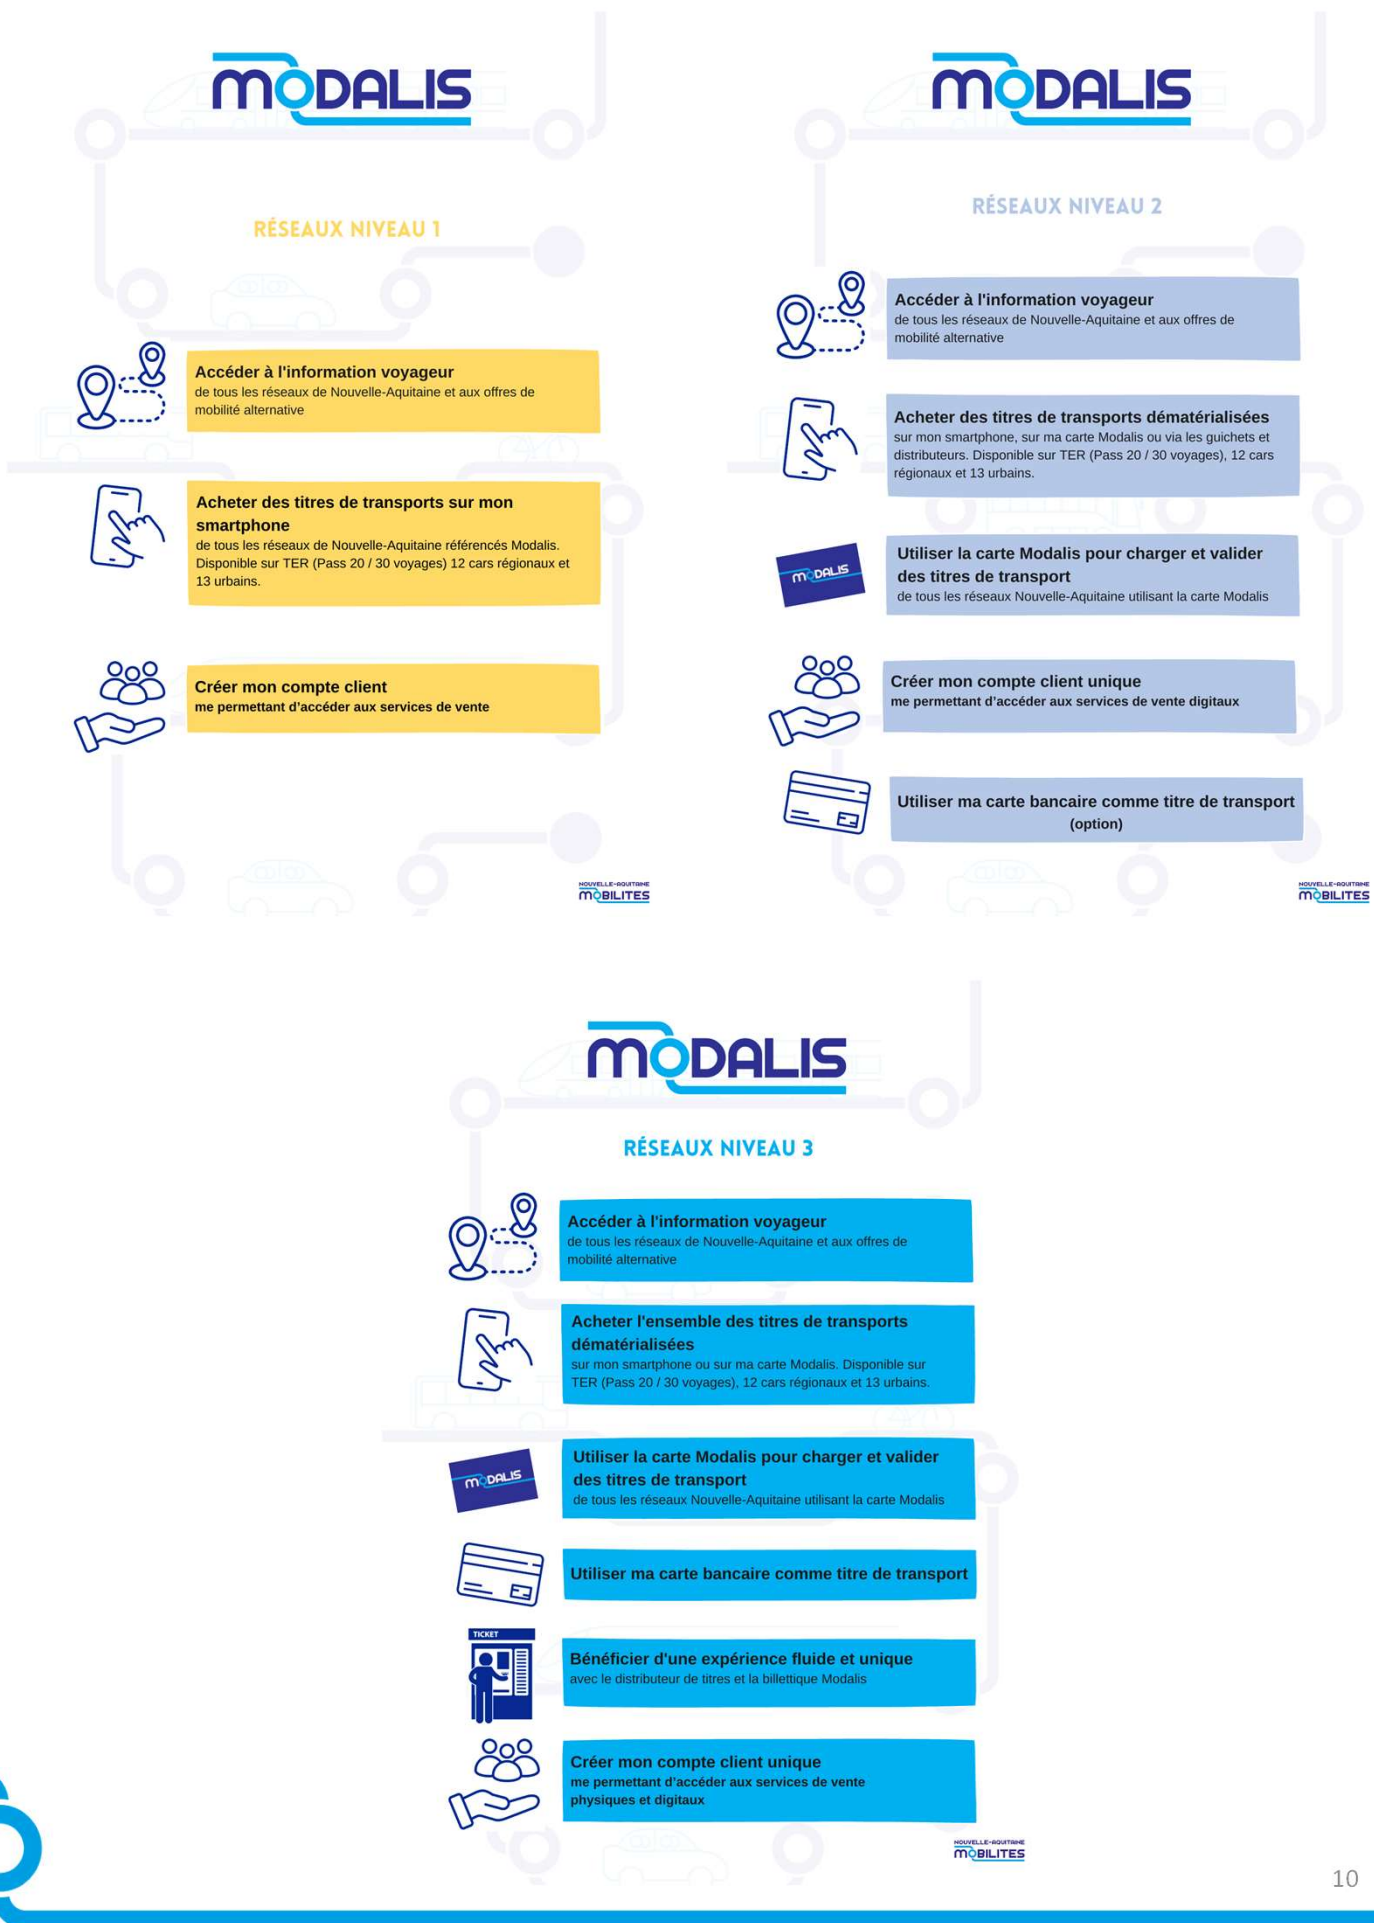 MODALIS
RÉSEAUX NIVEAU 1
Accéder à l'information voyageur
de tous les réseaux de Nouvelle-Aquitaine et aux offres de
mobilité alternative
Acheter des titres de transports sur mon
smartphone
de tous les réseaux de Nouvelle-Aquitaine référencés Modalis.
Disponible sur TER (Pass 20 / 30 voyages) 12 cars régionaux et
13 urbains.
Créer mon compte client
me permettant d'accéder aux services de vente
NOUVELLE-AQUITAINE
MOBILITES
MODALIS
RÉSEAUX NIVEAU 2
Accéder à l'information voyageur
de tous les réseaux de Nouvelle-Aquitaine et aux offres de
mobilité alternative
Acheter des titres de transports dématérialisées
sur mon smartphone, sur ma carte Modalis ou via les guichets et
distributeurs. Disponible sur TER (Pass 20 / 30 voyages), 12 cars
régionaux et 13 urbains.
MODALIS
Utiliser la carte Modalis pour charger et valider
des titres de transport
de tous les réseaux Nouvelle-Aquitaine utilisant la carte Modalis
Créer mon compte client unique
me permettant d'accéder aux services de vente digitaux
Utiliser ma carte bancaire comme titre de transport
(option)
NOUVELLE-AQUITAINE
MOBILITES
MODALIS
RÉSEAUX NIVEAU 3
Accéder à l'information voyageur
de tous les réseaux de Nouvelle-Aquitaine et aux offres de
mobilité alternative
Acheter l'ensemble des titres de transports
dématérialisées
sur mon smartphone ou sur ma carte Modalis. Disponible sur
TER (Pass 20 / 30 voyages), 12 cars régionaux et 13 urbains.
MODALIS
Utiliser la carte Modalis pour charger et valider
des titres de transport
de tous les réseaux Nouvelle-Aquitaine utilisant la carte Modalis
Utiliser ma carte bancaire comme titre de transport
TICKET
Bénéficier d'une expérience fluide et unique
avec le distributeur de titres et la billettique Modalis
Créer mon compte client unique
me permettant d'accéder aux services de vente
physiques et digitaux
NOUVELLE-AQUITAINE
MOBILITES
10